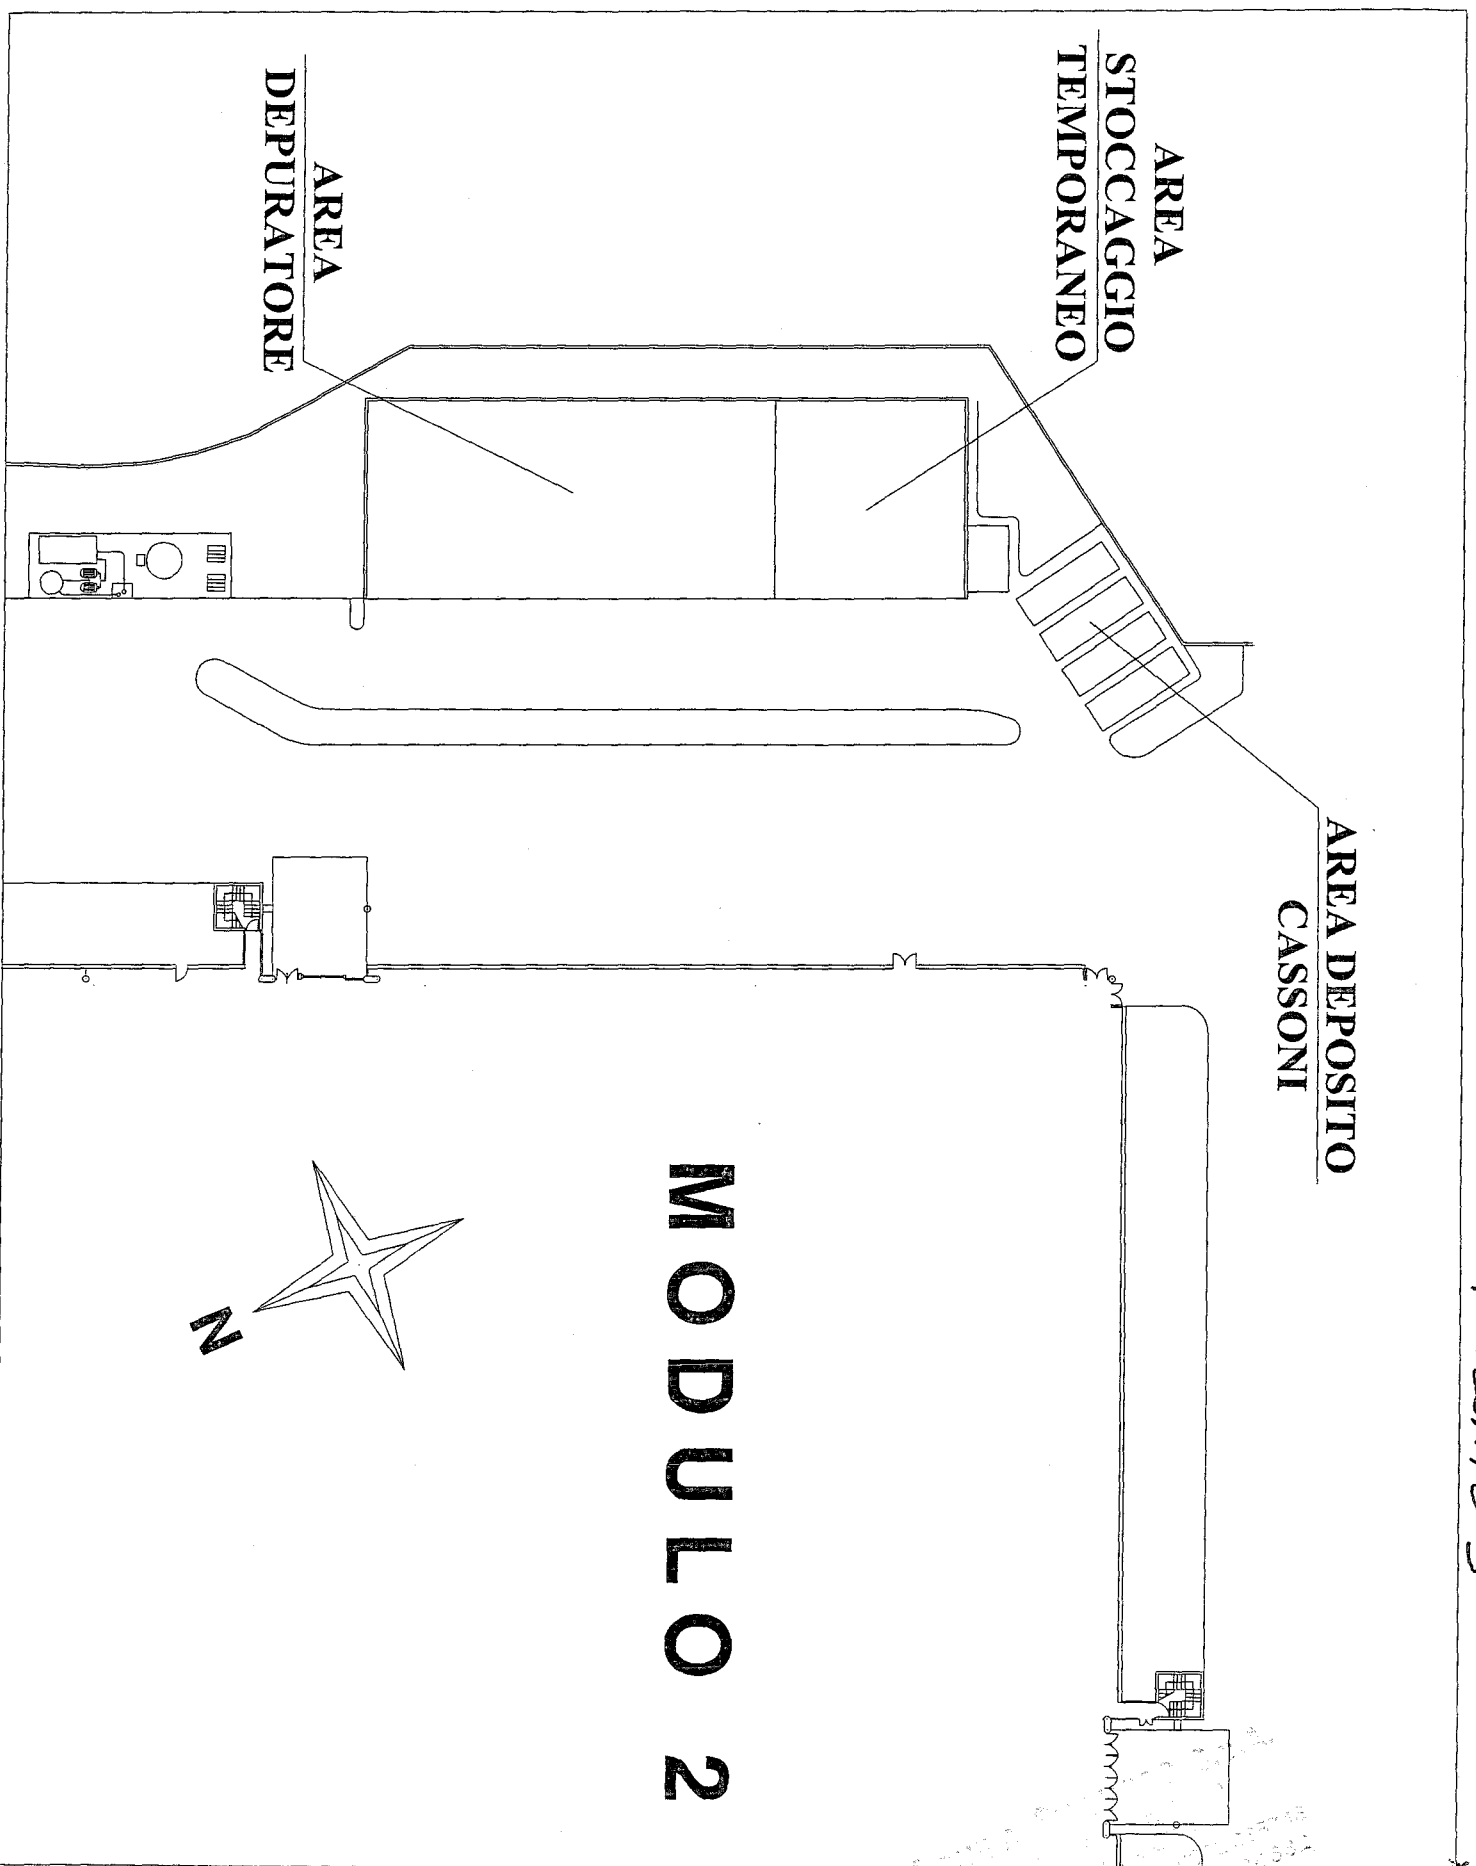 AREA
STOCCAGGIO
TEMPORANEO
AREA
DEPURATORE
AREA DEPOSITO
CASSONI
MODULO 2
N